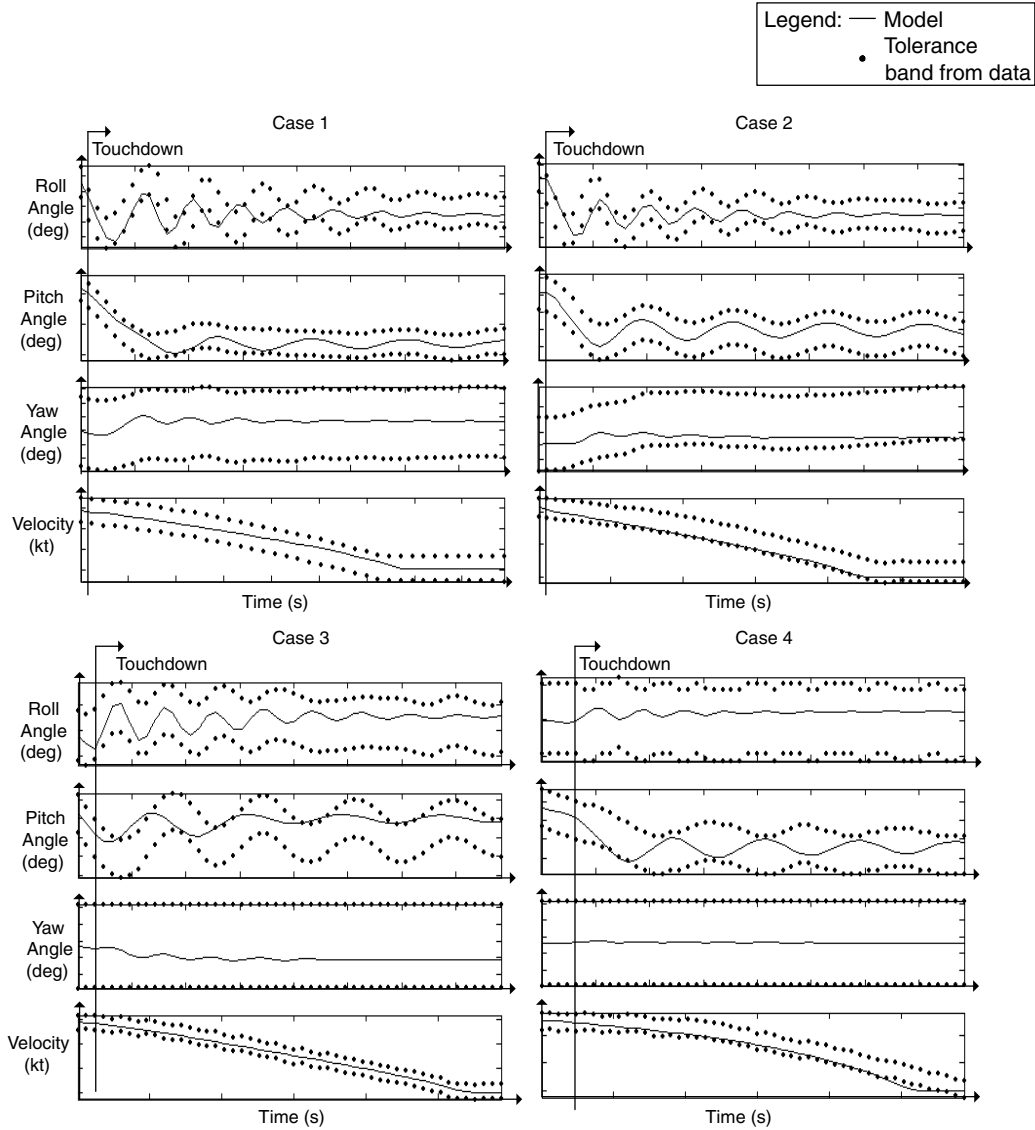 Legend: — Model
• Tolerance
band from data
Case 1
Case 2
Touchdown
Touchdown
Roll
Angle
(deg)
Pitch
Angle
(deg)
Yaw
Angle
(deg)
Velocity
(kt)
Time (s)
Time (s)
Case 3
Case 4
Touchdown
Touchdown
Roll
Angle
(deg)
Pitch
Angle
(deg)
Yaw
Angle
(deg)
Velocity
(kt)
Time (s)
Time (s)